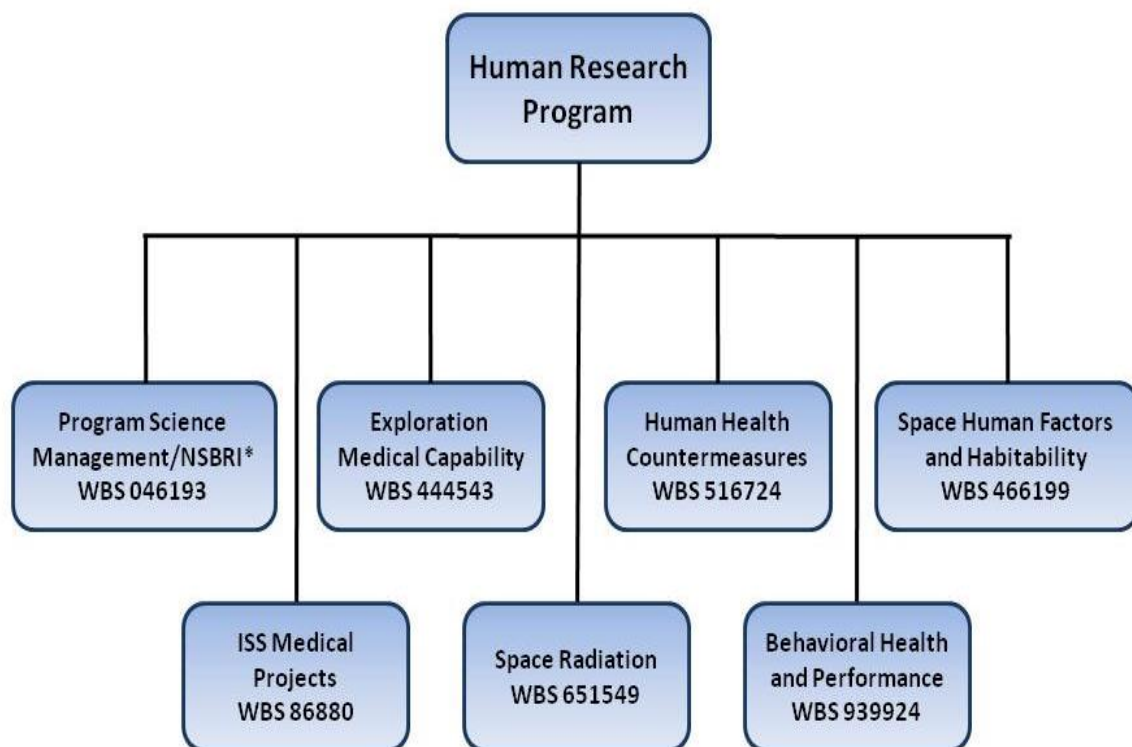 Human Research
Program
Program Science
Management/NSBRI*
WBS 046193
Exploration
Medical Capability
WBS 444543
Human Health
Countermeasures
WBS 516724
Space Human Factors
and Habitability
WBS 466199
ISS Medical
Projects
WBS 86880
Space Radiation
WBS 651549
Behavioral Health
and Performance
WBS 939924